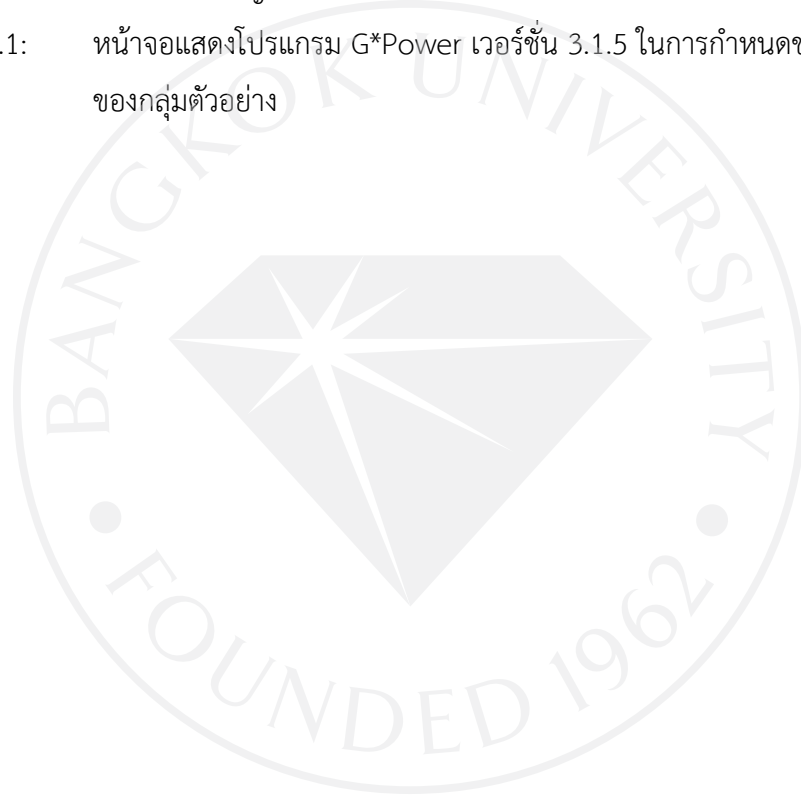 .1: หน้าจอแสดงโปรแกรม G*Power เวอร์ชั่น 3.1.5 ในการกำหนดข
ของกลุ่มตัวอย่าง
BANGKOK UNIVERSITY
• FOUNDED 1962 •